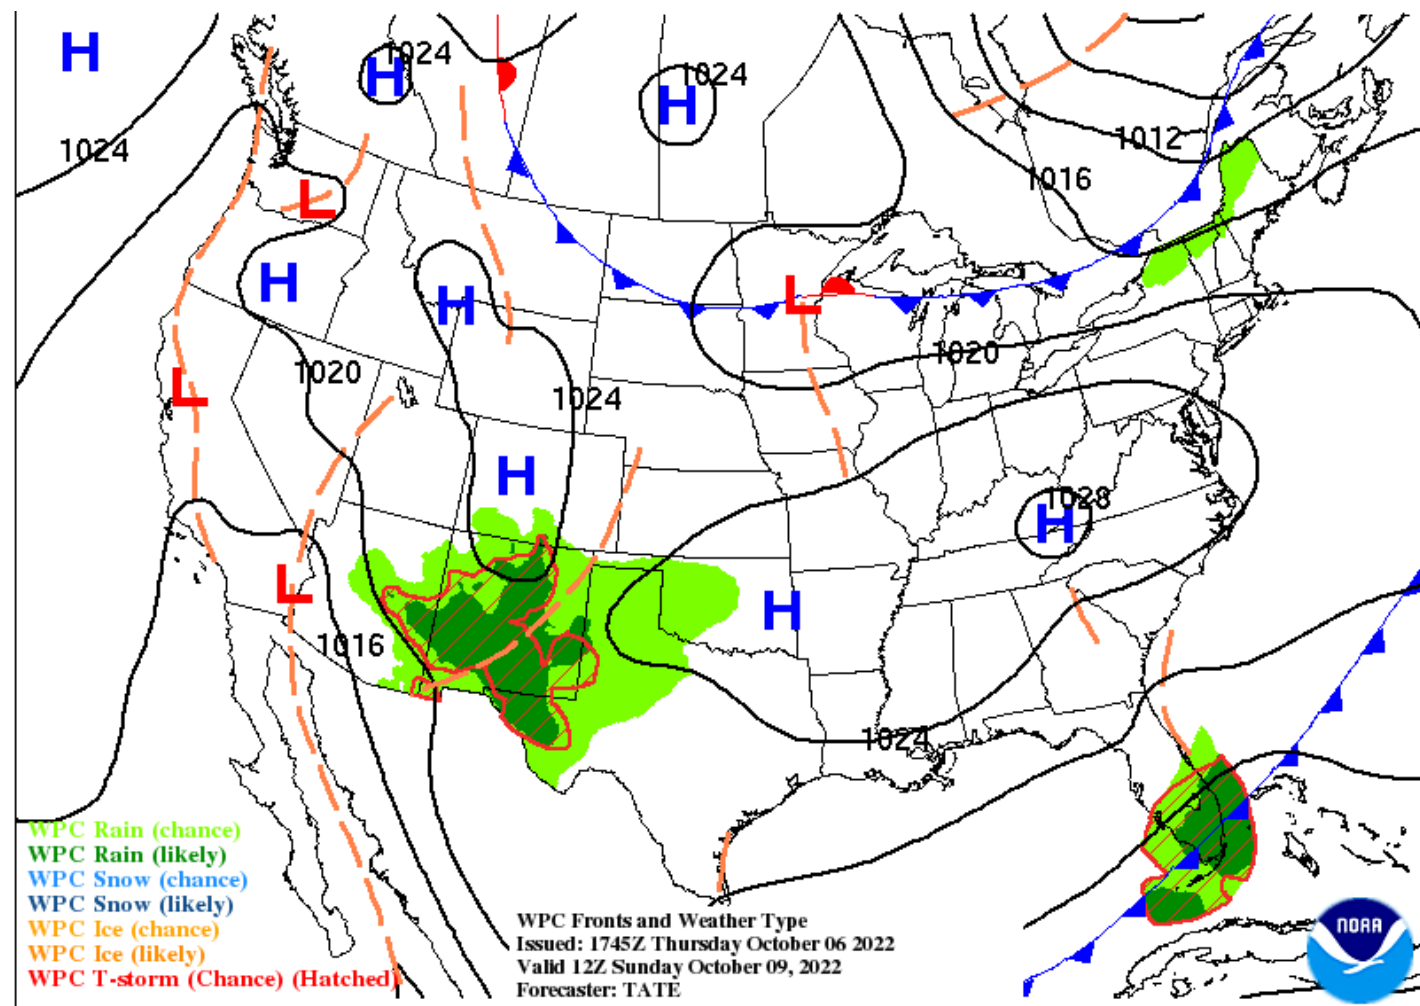 H
1024
H
1024
H
1024
1012
1016
L
H
H
L
1020
L
1024
1020
H
1028
H
L
H
1016
1024
WPC Rain (chance)
WPC Rain (likely)
WPC Snow (chance)
WPC Snow (likely)
WPC Ice (chance)
WPC Ice (likely)
WPC T-storm (Chance) (Hatched)
WPC Fronts and Weather Type
Issued: 1745Z Thursday October 06 2022
Valid 12Z Sunday October 09, 2022
Forecaster: TATE
NOAA